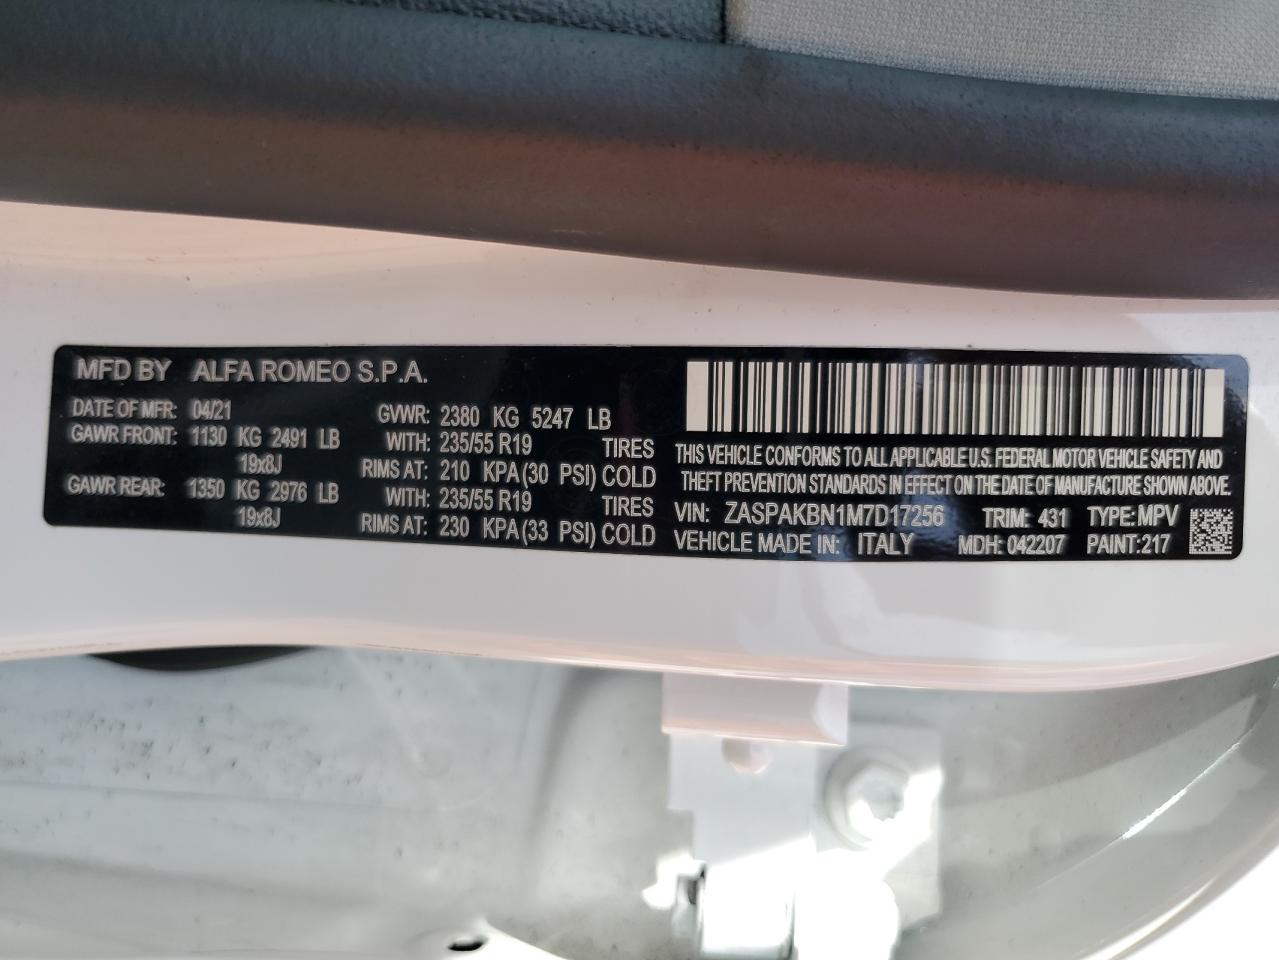 MFD BY ALFA ROMEO S.P.A.
DATE OF MFR: 04/21 GVWR: 2380 KG 5247 LB
GAWR FRONT: 1130 KG 2491 LB WITH: 235/55 R19 TIRES
19x8J RIMS AT: 210 KPA(30 PSI) COLD
GAWR REAR: 1350 KG 2976 LB WITH: 235/55 R19 TIRES
19x8J RIMS AT: 230 KPA(33 PSI) COLD
THIS VEHICLE CONFORMS TO ALL APPLICABLE U.S. FEDERAL MOTOR VEHICLE SAFETY AND
THEFT PREVENTION STANDARDS IN EFFECT ON THE DATE OF MANUFACTURE SHOWN ABOVE.
VIN: ZASPAKBN1M7D17256 TRIM: 431 TYPE:MPV
VEHICLE MADE IN: ITALY MDH: 042207 PAINT:217